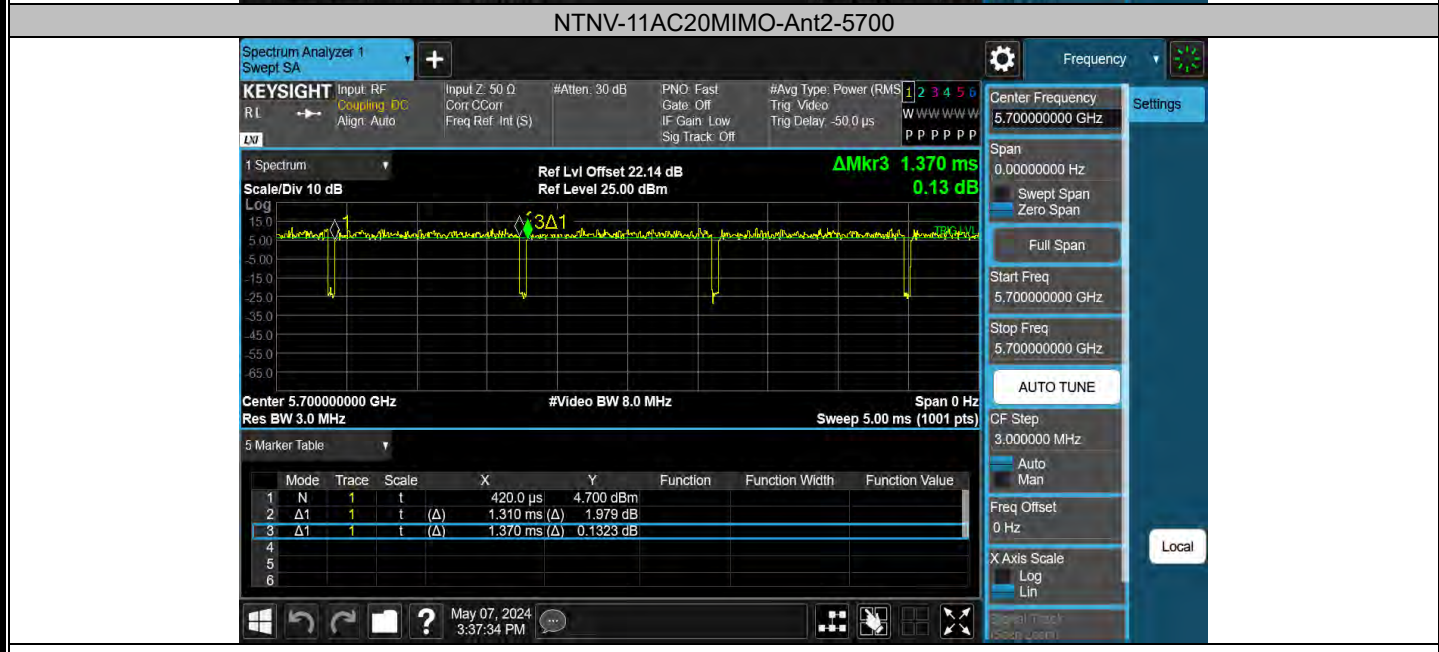 NTNV-11AC20MIMO-Ant2-5700
Spectrum Analyzer 1
Swept SA
+
Frequency
KEYSIGHT Input: RF Input Z: 50 Ω #Atten: 30 dB PNO: Fast #Avg Type: Power (RMS 1 2 3 4 5 6
RL Coupling: DC Corr CCorr Gate: Off Trig: Video W W W W W W
Align: Auto Freq Ref: Int (S) IF Gain: Low Trig Delay: -50.0 µs
LXI Sig Track: Off P P P P P P
Center Frequency
5.700000000 GHz
Settings
1 Spectrum
Ref Lvl Offset 22.14 dB
ΔMkr3 1.370 ms
Scale/Div 10 dB
Ref Level 25.00 dBm
0.13 dB
Log
15.0
5.00
-5.00
-15.0
-25.0
-35.0
-45.0
-55.0
-65.0
1
3Δ1
TRIG LVL
Center 5.700000000 GHz #Video BW 8.0 MHz Span 0 Hz
Res BW 3.0 MHz Sweep 5.00 ms (1001 pts)
Span
0.00000000 Hz
Swept Span
Zero Span
Full Span
Start Freq
5.700000000 GHz
Stop Freq
5.700000000 GHz
AUTO TUNE
CF Step
3.000000 MHz
Auto
Man
Freq Offset
0 Hz
X Axis Scale
Log
Lin
Signal Track
(Span Zoom)
Local
5 Marker Table
Mode Trace Scale X Y Function Function Width Function Value
1 N 1 t 420.0 µs 4.700 dBm
2 Δ1 1 t (Δ) 1.310 ms (Δ) 1.979 dB
3 Δ1 1 t (Δ) 1.370 ms (Δ) 0.1323 dB
4
5
6
?
May 07, 2024
3:37:34 PM